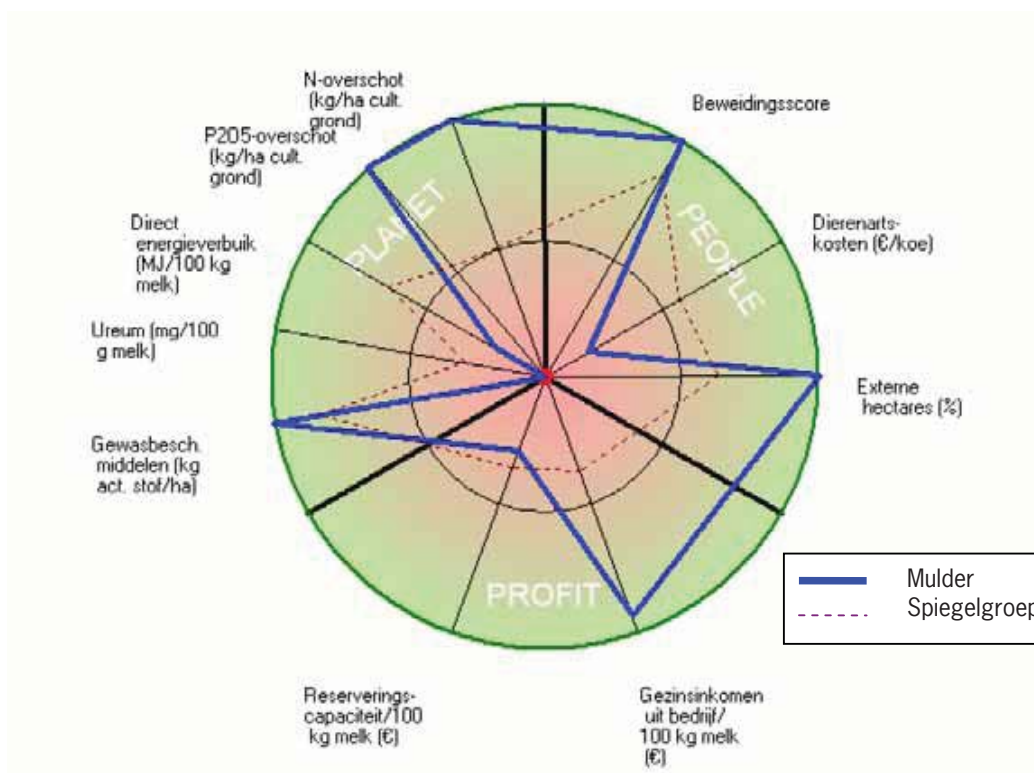 N-overschot
(kg/ha cult.
grond)
P2O5-overschot
(kg/ha cult.
grond)
Direct
energieverbuik
(MJ/100 kg
melk)
Ureum (mg/100
g melk)
Gewasbesch.
middelen (kg
act. stof/ha)
Reserverings-
capaciteit/100
kg melk (€)
Gezinsinkomen
uit bedrijf/
100 kg melk
(€)
Externe
hectares (%)
Dierenarts-
kosten (€/koe)
Beweidingsscore
PLANET
PEOPLE
PROFIT
Mulder
Spiegelgroep